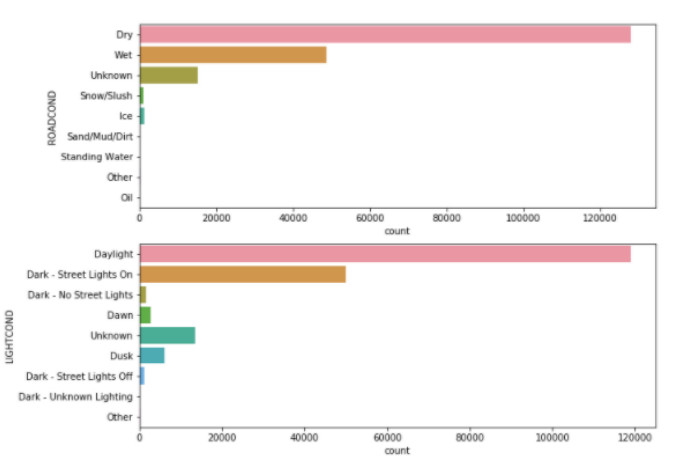 Dry
Wet
Unknown
Snow/Slush
Ice
Sand/Mud/Dirt
Standing Water
Other
Oil
ROADCOND
0 20000 40000 60000 80000 100000 120000
count
Daylight
Dark - Street Lights On
Dark - No Street Lights
Dawn
Unknown
Dusk
Dark - Street Lights Off
Dark - Unknown Lighting
Other
LIGHTCOND
0 20000 40000 60000 80000 100000 120000
count